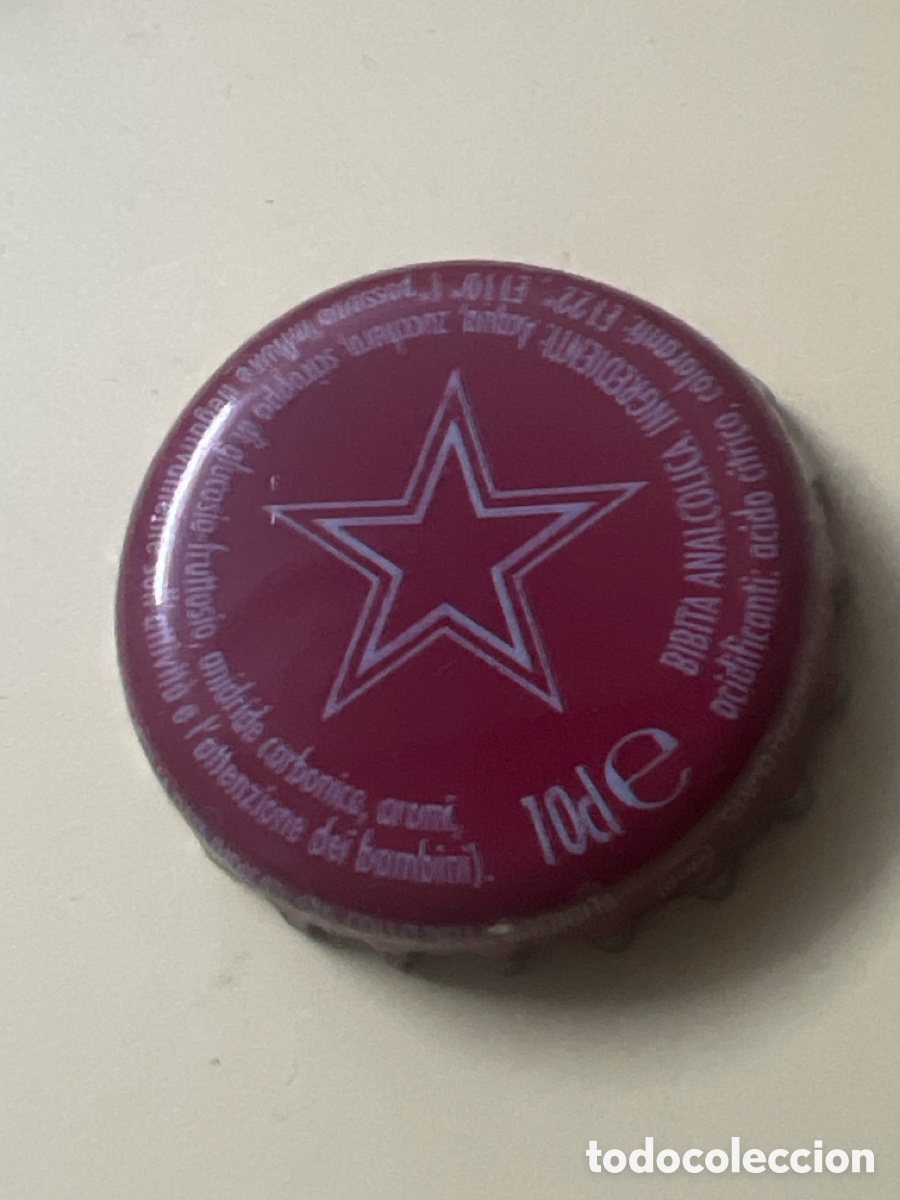 BIBITA ANALCOLICA INGREDIENTI: Acqua, zucchero, sciroppo di glucosio-fruttosio, anidride carbonica, aromi,
acidificanti: acido citrico, coloranti: E122*, E110* (*possono influire negativamente sull'attività e l'attenzione dei bambini).
10cl e
todocoleccion